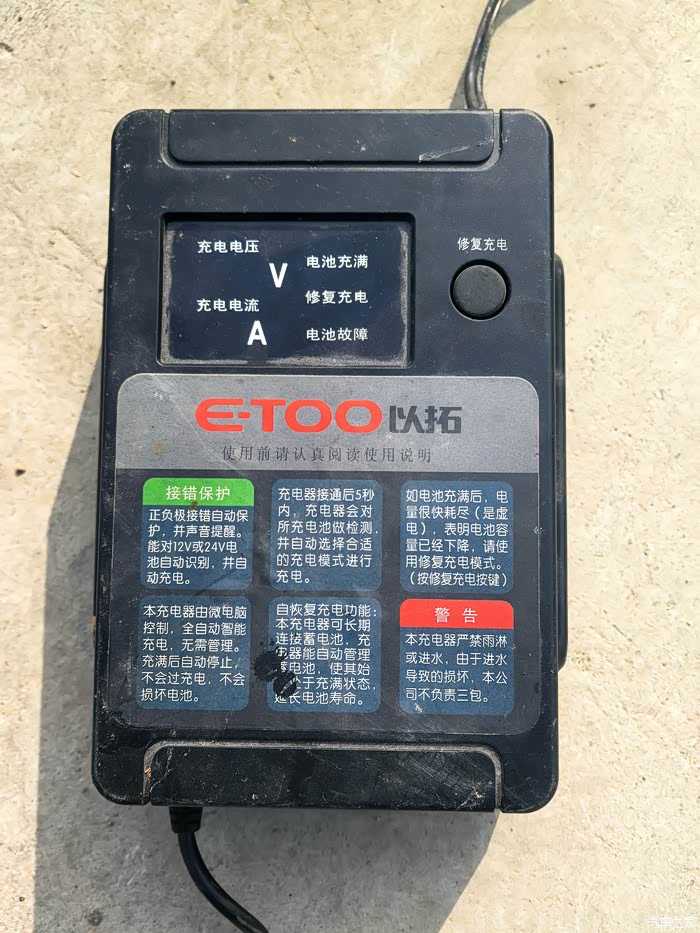 修复充电
充电电压
V
电池充满
充电电流
修复充电
A
电池故障
E-TOO以拓
使用前请认真阅读使用说明
接错保护
正负极接错自动保
护，井声音提醒。
能对12V或24V电
池自动识别，井自
动充电。
充电器接通后5秒
内，充电器会对
所充电池做检测，
井自动选择合适
的充电模式进行
充电。
如电池充满后，电
量很快耗尽（是虚
电），表明电池容
量已经下降，请使
用修复充电模式。
（按修复充电按键）
本充电器由微电脑
控制，全自动智能
充电，无需管理。
充满后自动停止，
不会过充电，不会
损坏电池。
自恢复充电功能：
本充电器可长期
连接蓄电池，充
电器能自动管理
蓄电池，使其始
处于充满状态，
延长电池寿命。
警告
本充电器严禁雨淋
或进水，由于进水
导致的损坏，本公
司不负责三包。
汽车之家